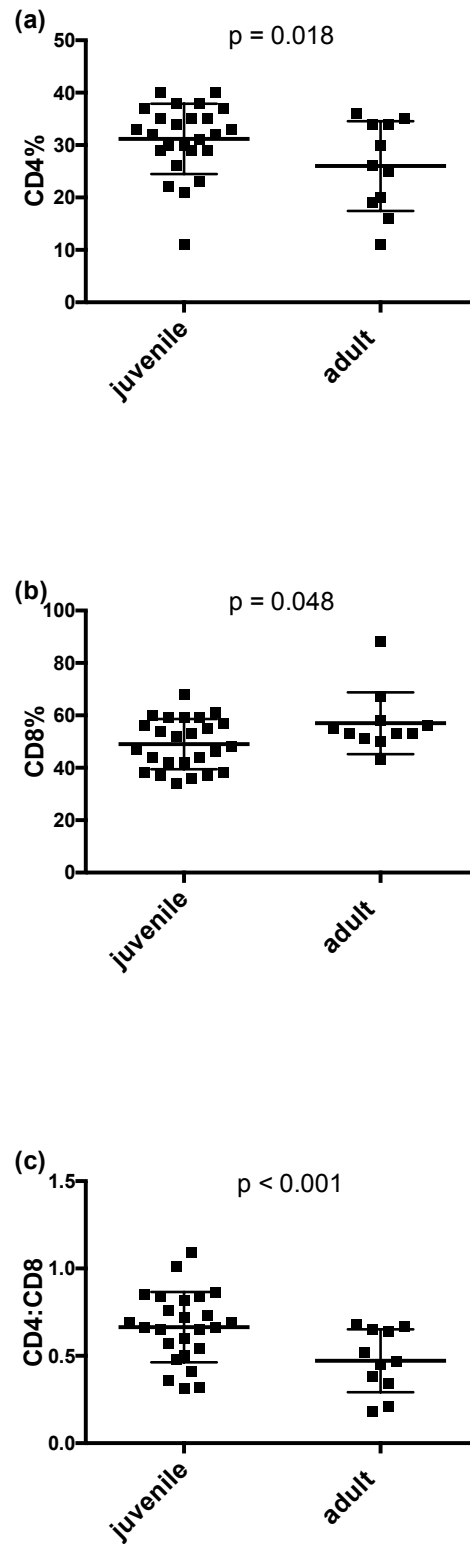 (a)
p = 0.018
50
40
30
20
10
0
CD4%
juvenile
adult
(b)
p = 0.048
100
80
60
40
20
0
CD8%
juvenile
adult
(c)
p < 0.001
1.5
1.0
0.5
0.0
CD4:CD8
juvenile
adult